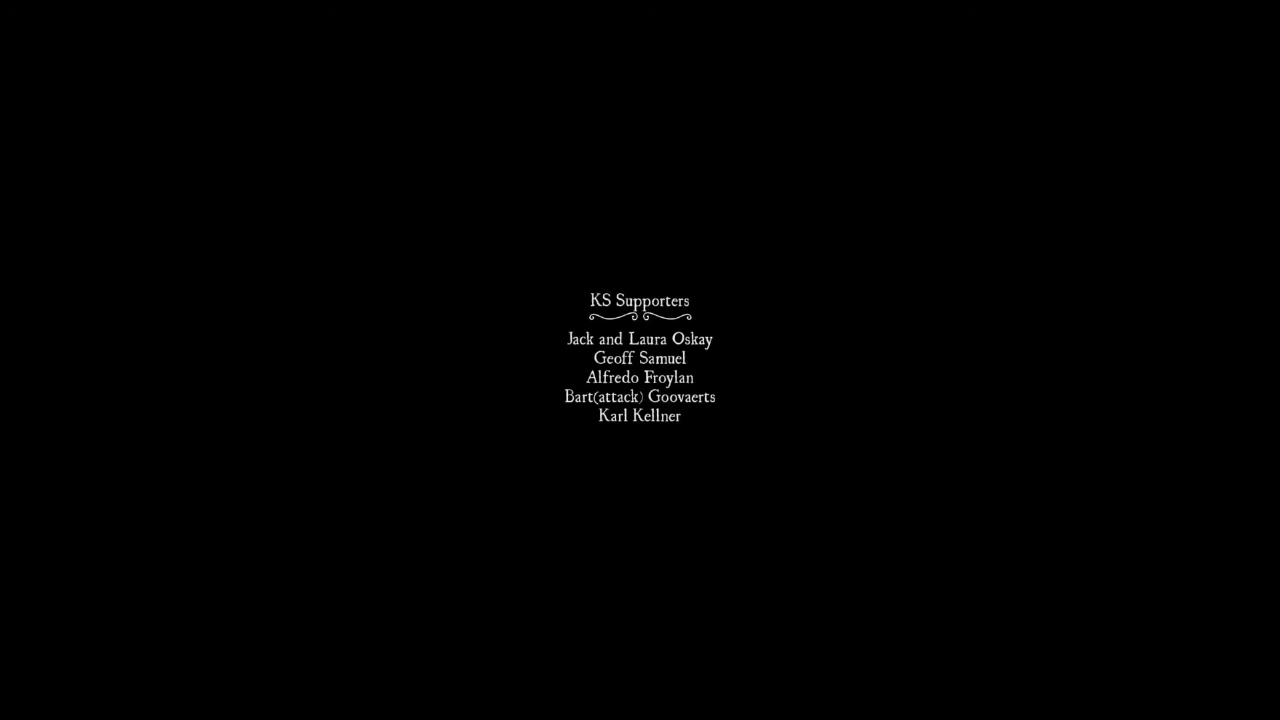 KS Supporters
Jack and Laura Oskay
Geoff Samuel
Alfredo Froylan
Bart(attack) Goovaerts
Karl Kellner